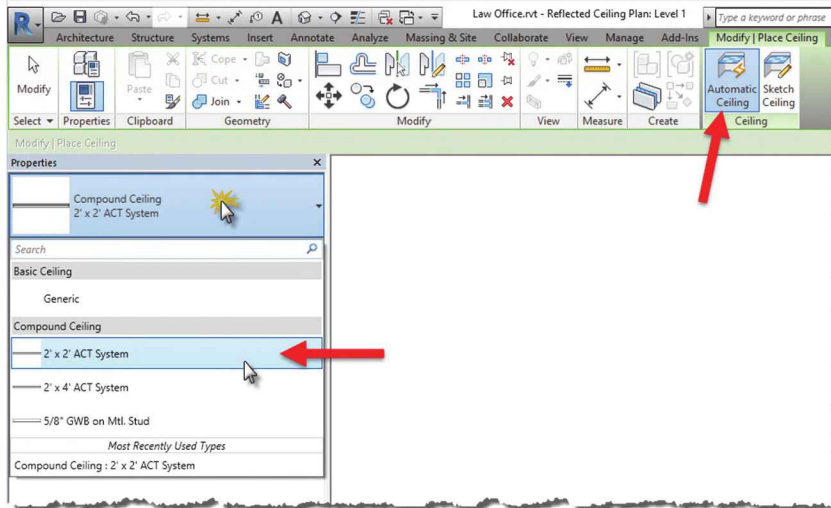 Law Office.rvt - Reflected Ceiling Plan: Level 1
Type a keyword or phrase
Architecture Structure Systems Insert Annotate Analyze Massing & Site Collaborate View Manage Add-Ins Modify | Place Ceiling
Modify
Paste
Cope
Cut
Join
Automatic Ceiling
Sketch Ceiling
Select Properties Clipboard Geometry Modify View Measure Create Ceiling
Modify | Place Ceiling
Properties
Compound Ceiling
2' x 2' ACT System
Search
Basic Ceiling
Generic
Compound Ceiling
2' x 2' ACT System
2' x 4' ACT System
5/8" GWB on Mtl. Stud
Most Recently Used Types
Compound Ceiling : 2' x 2' ACT System